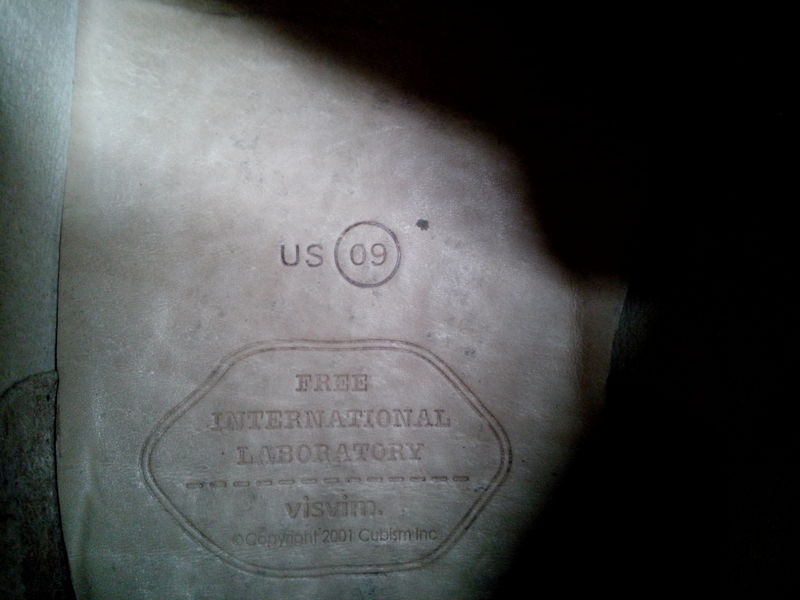 US 09
FREE
INTERNATIONAL
LABORATORY
visvim.
©Copyright 2001 Cubism Inc